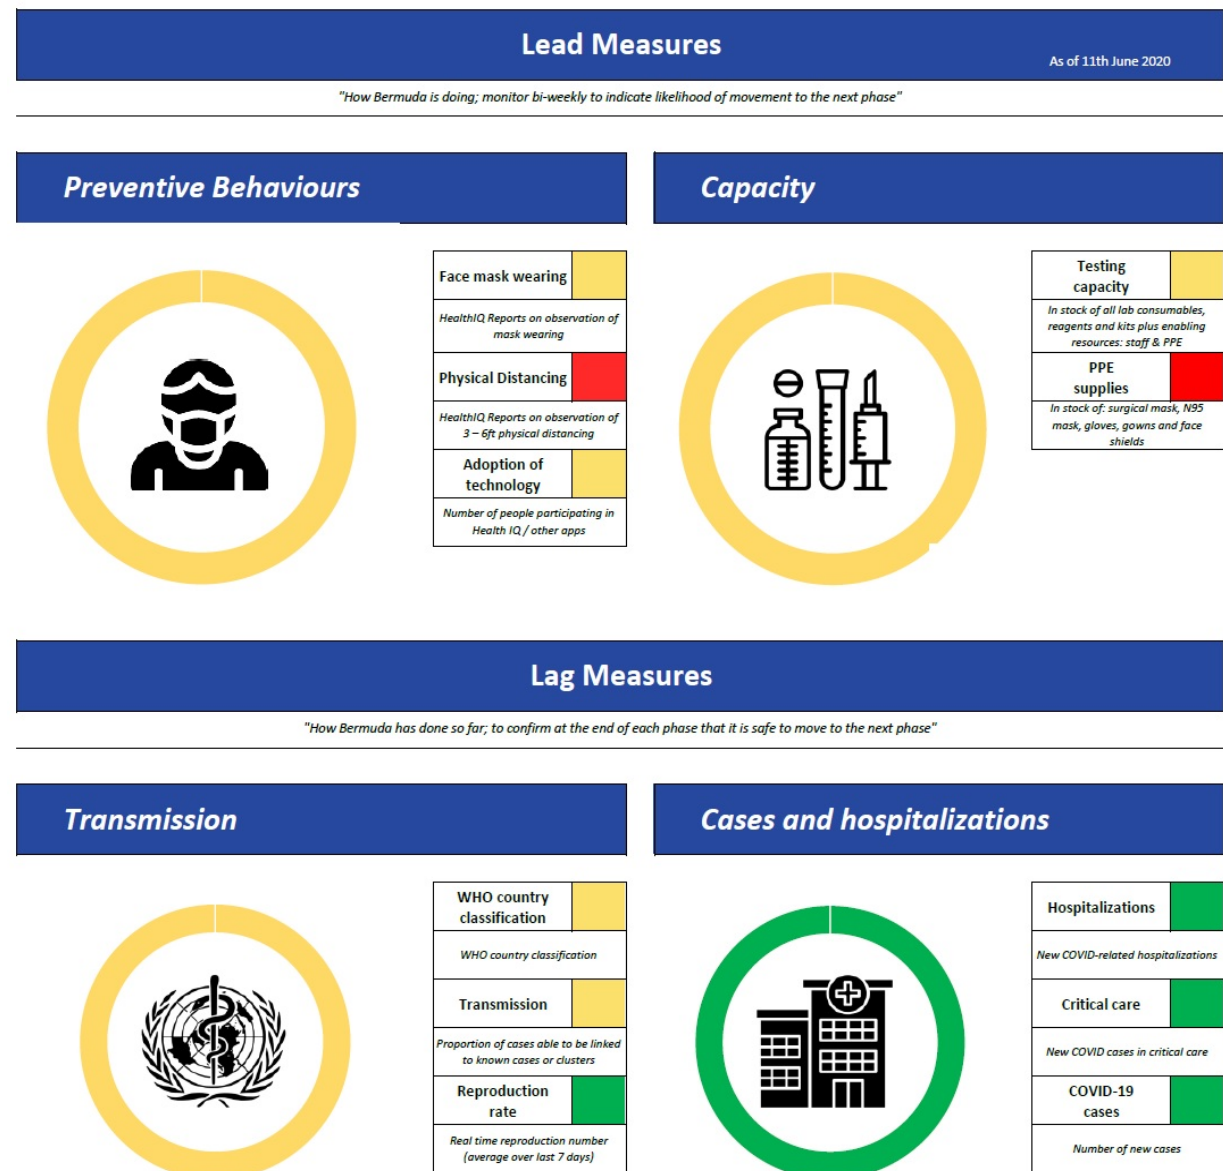 Lead Measures
As of 11th June 2020
"How Bermuda is doing; monitor bi-weekly to indicate likelihood of movement to the next phase"
Preventive Behaviours
Face mask wearing
HealthIQ Reports on observation of
mask wearing
Physical Distancing
HealthIQ Reports on observation of
3 – 6ft physical distancing
Adoption of
technology
Number of people participating in
Health IQ / other apps
Capacity
Testing
capacity
In stock of all lab consumables,
reagents and kits plus enabling
resources: staff & PPE
PPE
supplies
In stock of: surgical mask, N95
mask, gloves, gowns and face
shields
Lag Measures
"How Bermuda has done so far; to confirm at the end of each phase that it is safe to move to the next phase"
Transmission
WHO country
classification
WHO country classification
Transmission
Proportion of cases able to be linked
to known cases or clusters
Reproduction
rate
Real time reproduction number
(average over last 7 days)
Cases and hospitalizations
Hospitalizations
New COVID-related hospitalizations
Critical care
New COVID cases in critical care
COVID-19
cases
Number of new cases